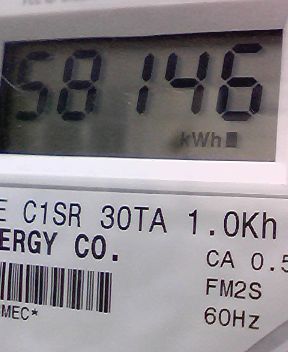 58146
kWh
E C1SR 30TA 1.0Kh
ERGY CO.
CA 0.5
FM2S
MEC*
60Hz